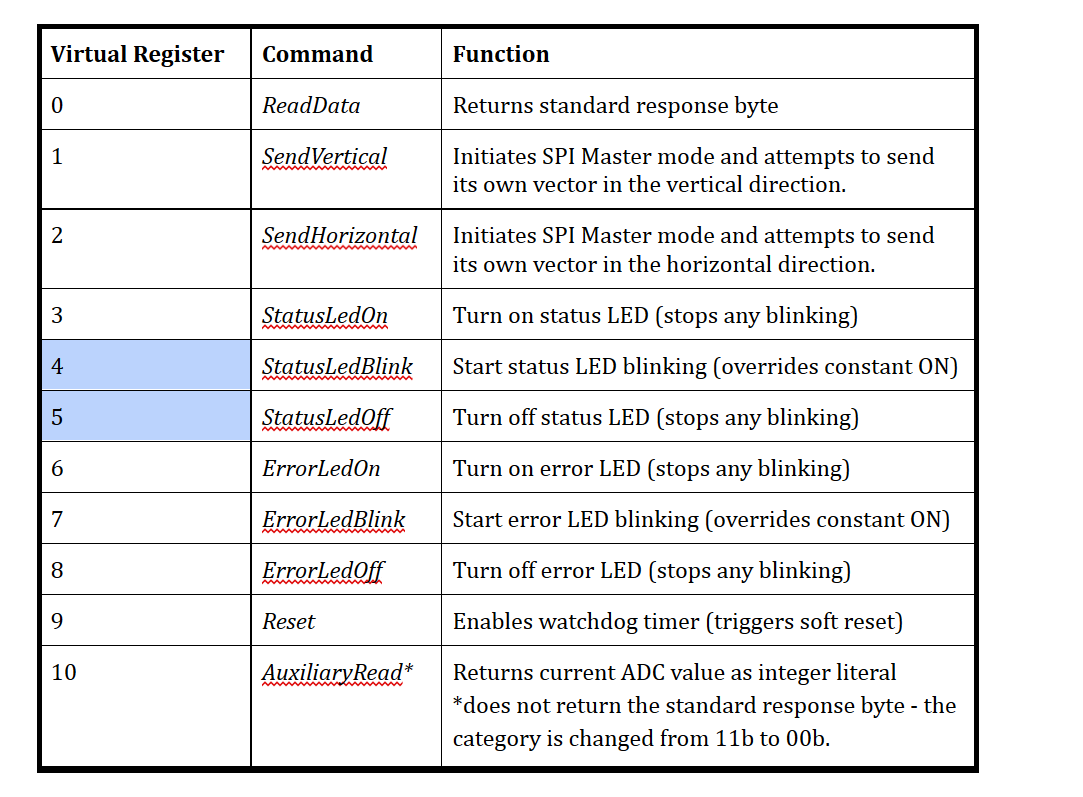 Virtual Register Command Function
0 ReadData Returns standard response byte
1 SendVertical Initiates SPI Master mode and attempts to send
its own vector in the vertical direction.
2 SendHorizontal Initiates SPI Master mode and attempts to send
its own vector in the horizontal direction.
3 StatusLedOn Turn on status LED (stops any blinking)
4 StatusLedBlink Start status LED blinking (overrides constant ON)
5 StatusLedOff Turn off status LED (stops any blinking)
6 ErrorLedOn Turn on error LED (stops any blinking)
7 ErrorLedBlink Start error LED blinking (overrides constant ON)
8 ErrorLedOff Turn off error LED (stops any blinking)
9 Reset Enables watchdog timer (triggers soft reset)
10 AuxiliaryRead* Returns current ADC value as integer literal
*does not return the standard response byte - the
category is changed from 11b to 00b.